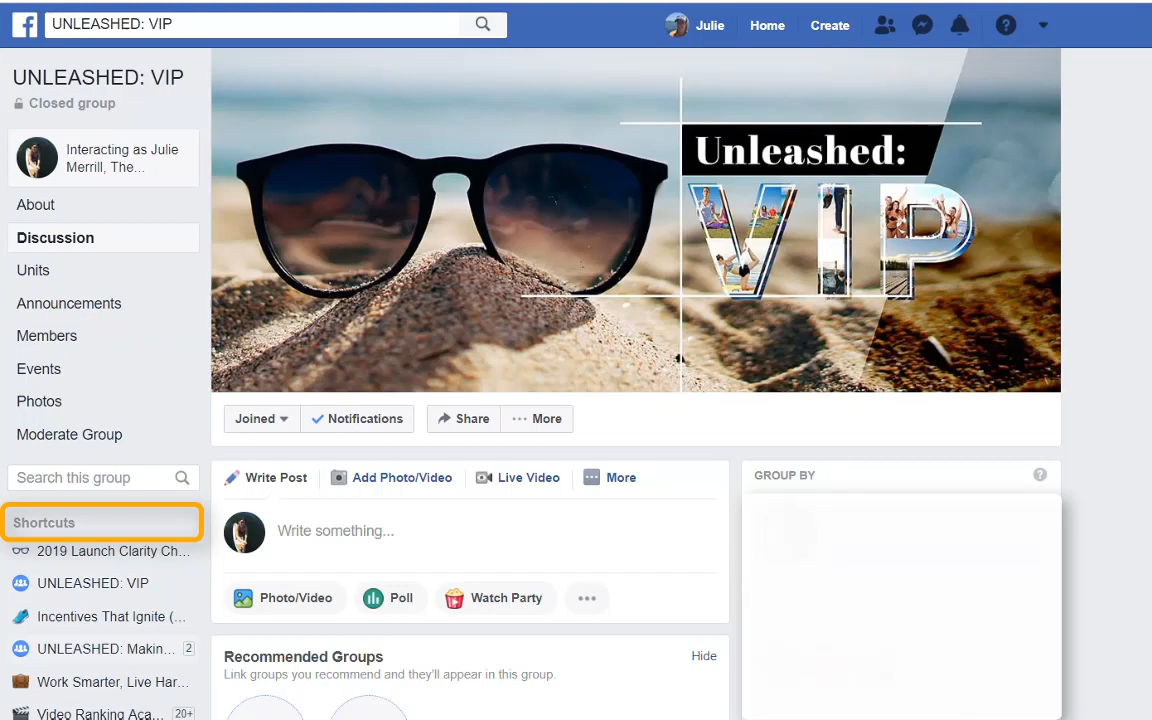 UNLEASHED: VIP
Julie
Home
Create
UNLEASHED: VIP
Closed group
Interacting as Julie
Merrill, The...
About
Discussion
Units
Announcements
Members
Events
Photos
Moderate Group
Search this group
Shortcuts
2019 Launch Clarity Ch...
UNLEASHED: VIP
Incentives That Ignite (...
UNLEASHED: Makin... 2
Work Smarter, Live Har...
Video Ranking Aca... 20+
Unleashed:
VIP
Joined
Notifications
Share
More
Write Post
Add Photo/Video
Live Video
More
Write something...
Photo/Video
Poll
Watch Party
Recommended Groups
Hide
Link groups you recommend and they'll appear in this group.
GROUP BY